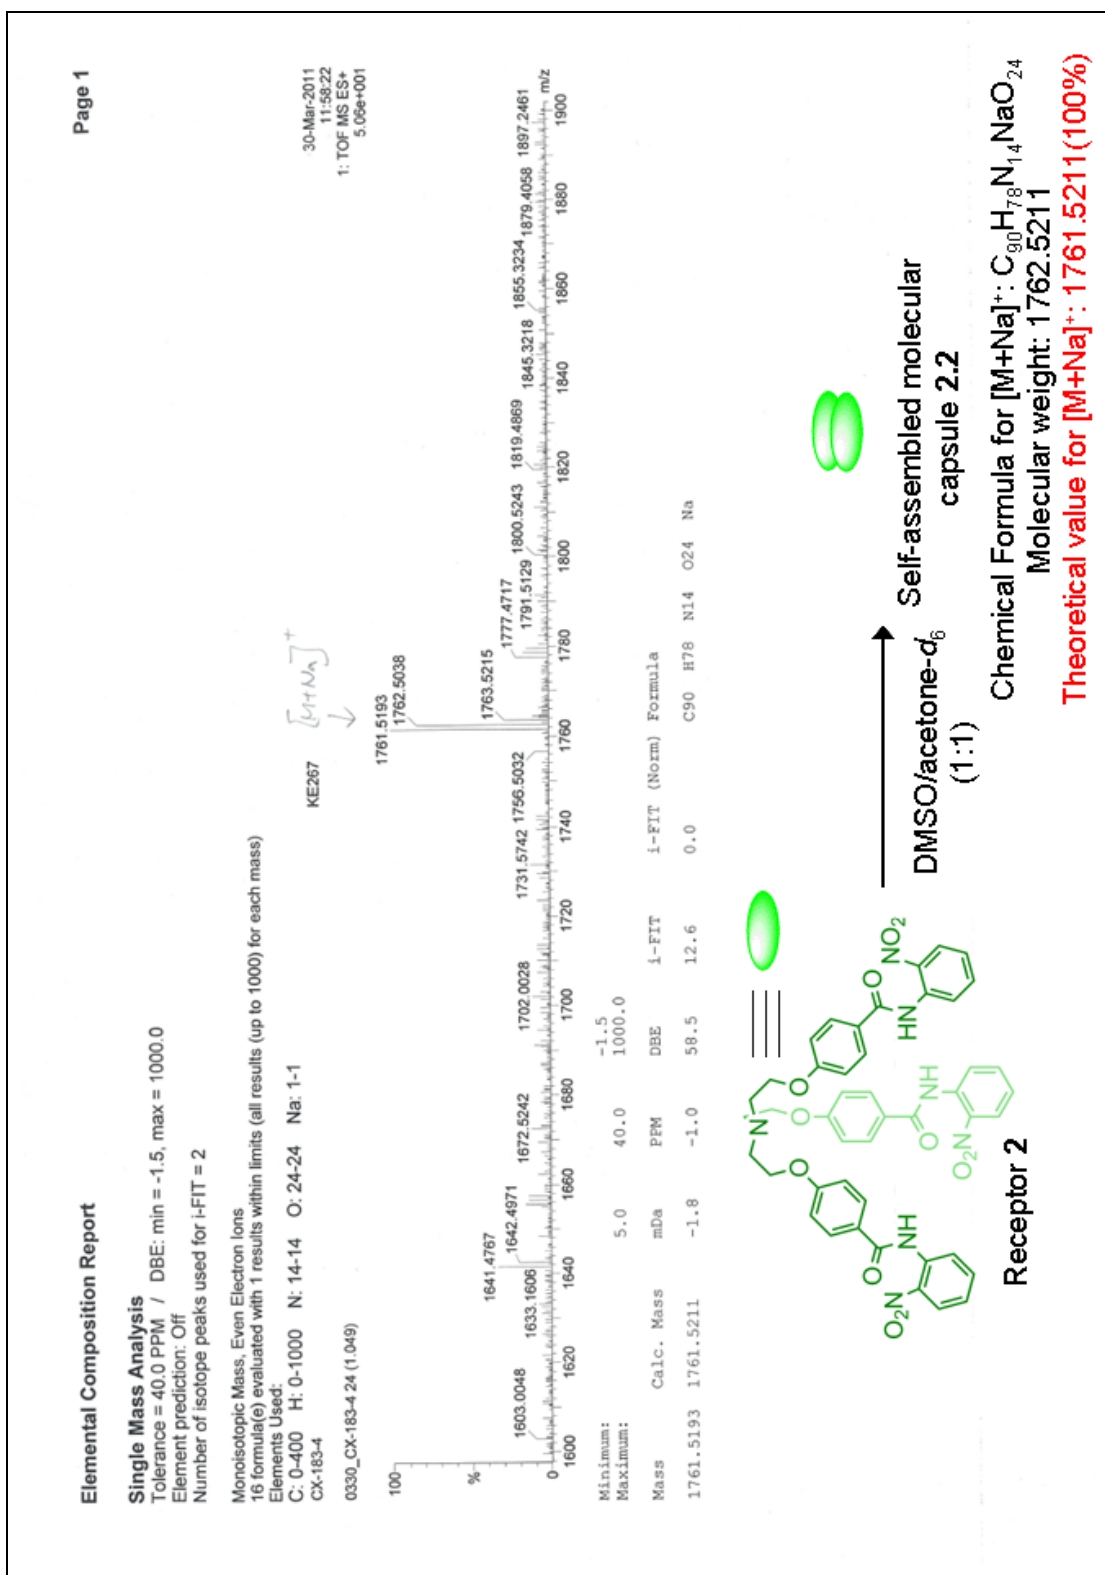 Elemental Composition Report
Page 1
Single Mass Analysis
Tolerance = 40.0 PPM / DBE: min = -1.5, max = 1000.0
Element prediction: Off
Number of isotope peaks used for i-FIT = 2
Monoisotopic Mass, Even Electron Ions
16 formula(e) evaluated with 1 results within limits (all results (up to 1000) for each mass)
Elements Used:
C: 0-400 H: 0-1000 N: 14-14 O: 24-24 Na: 1-1
CX-183-4
KE267
[M+Na]+
30-Mar-2011
11:58:22
0330_CX-183-4 24 (1.049)
1: TOF MS ES+
5.06e+001
100
%
0
1603.0048
1633.1606
1641.4767
1642.4971
1672.5242
1702.0028
1731.5742
1756.5032
1761.5193
1762.5038
1763.5215
1777.4717
1791.5129
1800.5243
1819.4869
1845.3218
1855.3234
1879.4058
1897.2461
1600 1620 1640 1660 1680 1700 1720 1740 1760 1780 1800 1820 1840 1860 1880 1900 m/z
Minimum: -1.5
Maximum: 5.0 40.0 1000.0
Mass Calc. Mass mDa PPM DBE i-FIT i-FIT (Norm) Formula
1761.5193 1761.5211 -1.8 -1.0 58.5 12.6 0.0 C90 H78 N14 O24 Na
N
O
O
O
O
NH
O2N
O
NH
O2N
O
HN
NO2
Receptor 2
DMSO/acetone-d6
(1:1)
Self-assembled molecular
capsule 2.2
Chemical Formula for [M+Na]+: C90H78N14NaO24
Molecular weight: 1762.5211
Theoretical value for [M+Na]+: 1761.5211(100%)